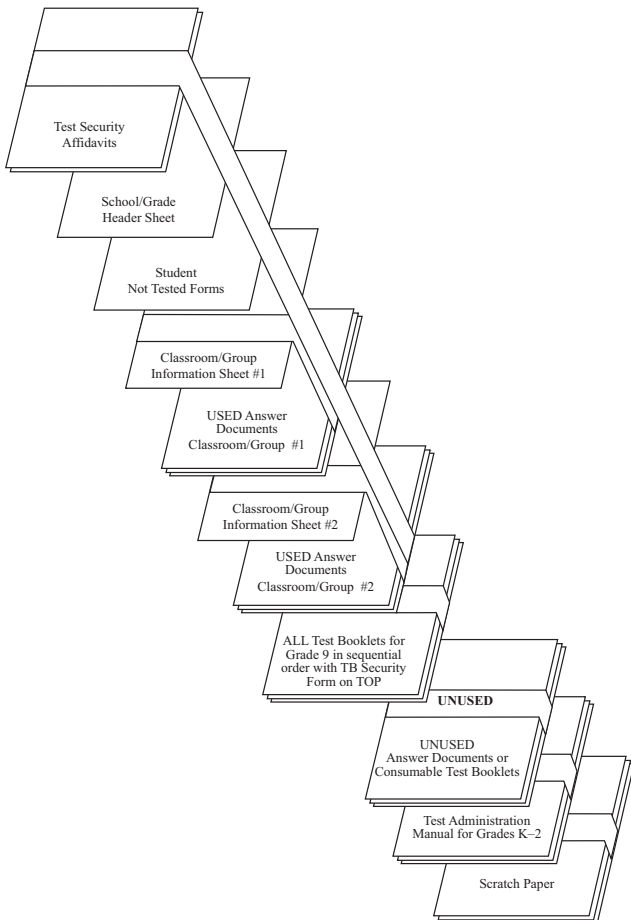 Test Security
Affidavits
School/Grade
Header Sheet
Student
Not Tested Forms
Classroom/Group
Information Sheet #1
USED Answer
Documents
Classroom/Group #1
Classroom/Group
Information Sheet #2
USED Answer
Documents
Classroom/Group #2
ALL Test Booklets for
Grade 9 in sequential
order with TB Security
Form on TOP
UNUSED
UNUSED
Answer Documents or
Consumable Test Booklets
Test Administration
Manual for Grades K–2
Scratch Paper